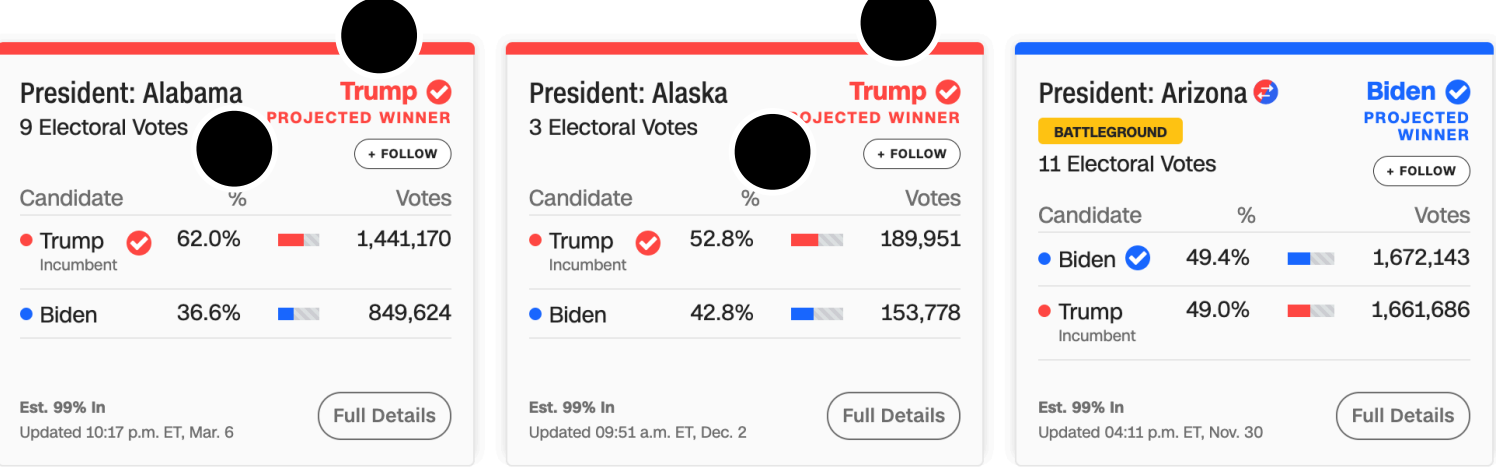 President: Alabama
Trump
9 Electoral Votes
PROJECTED WINNER
+ FOLLOW
Candidate % Votes
Trump 62.0% 1,441,170
Incumbent
Biden 36.6% 849,624
Est. 99% In
Updated 10:17 p.m. ET, Mar. 6
Full Details
President: Alaska
Trump
3 Electoral Votes
WINNER
+ FOLLOW
Candidate % Votes
Trump 52.8% 189,951
Incumbent
Biden 42.8% 153,778
Est. 99% In
Updated 09:51 a.m. ET, Dec. 2
Full Details
President: Arizona
Biden
PROJECTED
WINNER
BATTLEGROUND
11 Electoral Votes
+ FOLLOW
Candidate % Votes
Biden 49.4% 1,672,143
Trump 49.0% 1,661,686
Incumbent
Est. 99% In
Updated 04:11 p.m. ET, Nov. 30
Full Details